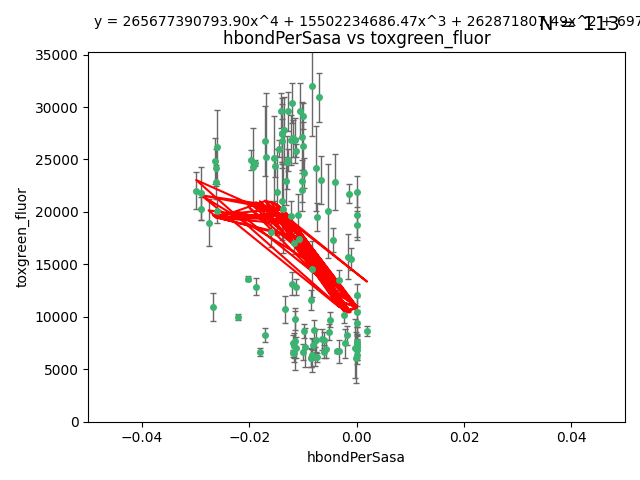 y = 265677390793.90x^4 + 15502234686.47x^3 +
N = 113
hbondPerSasa vs toxgreen_fluor
35000
30000
25000
20000
15000
10000
5000
0
toxgreen_fluor
−0.04 −0.02 0.00 0.02 0.04
hbondPerSasa